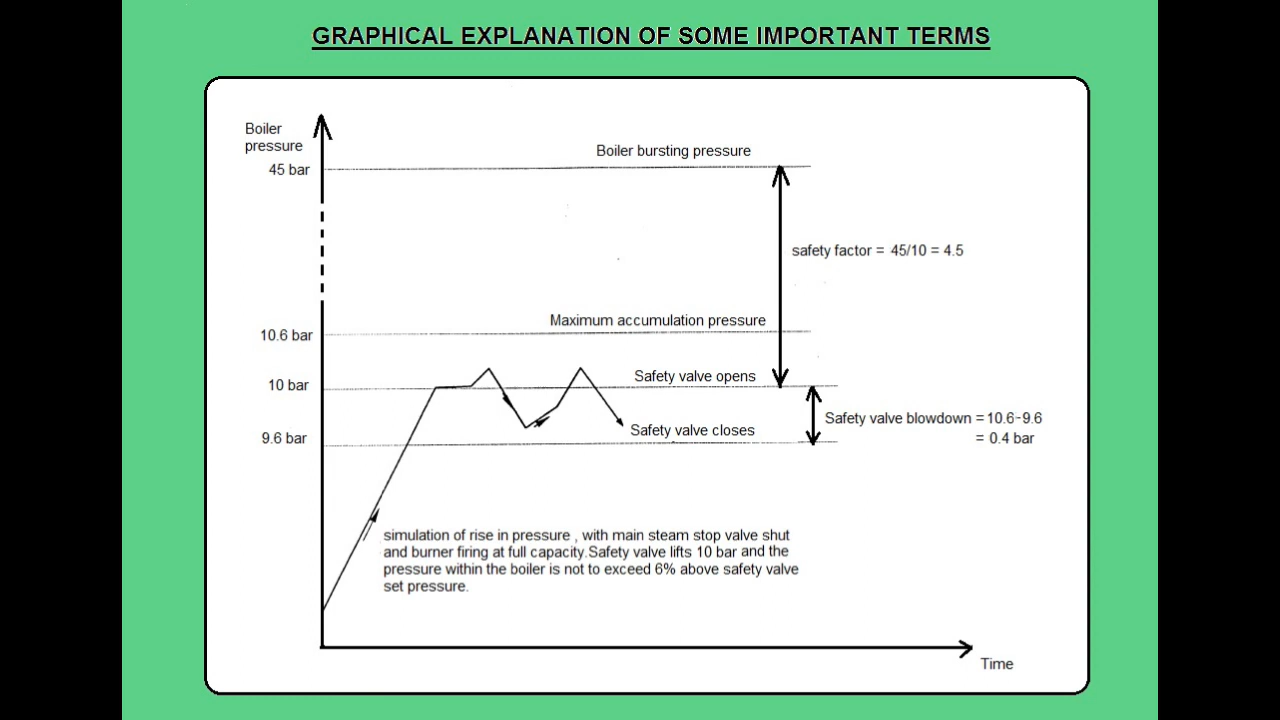 GRAPHICAL EXPLANATION OF SOME IMPORTANT TERMS
Boiler
pressure
Boiler bursting pressure
45 bar
safety factor = 45/10 = 4.5
Maximum accumulation pressure
10.6 bar
Safety valve opens
10 bar
Safety valve blowdown = 10.6-9.6
= 0.4 bar
Safety valve closes
9.6 bar
simulation of rise in pressure , with main steam stop valve shut
and burner firing at full capacity.Safety valve lifts 10 bar and the
pressure within the boiler is not to exceed 6% above safety valve
set pressure.
Time